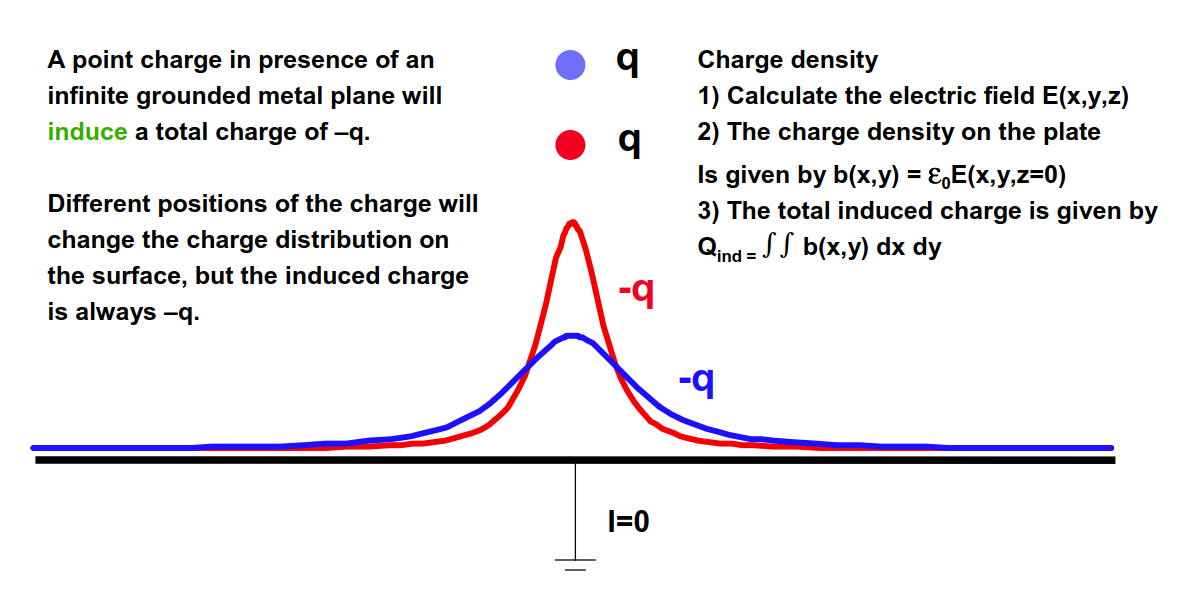 A point charge in presence of an
infinite grounded metal plane will
induce a total charge of –q.
Different positions of the charge will
change the charge distribution on
the surface, but the induced charge
is always –q.
q
q
Charge density
1) Calculate the electric field E(x,y,z)
2) The charge density on the plate
Is given by b(x,y) = ε₀E(x,y,z=0)
3) The total induced charge is given by
Qind = ∫∫ b(x,y) dx dy
-q
-q
I=0